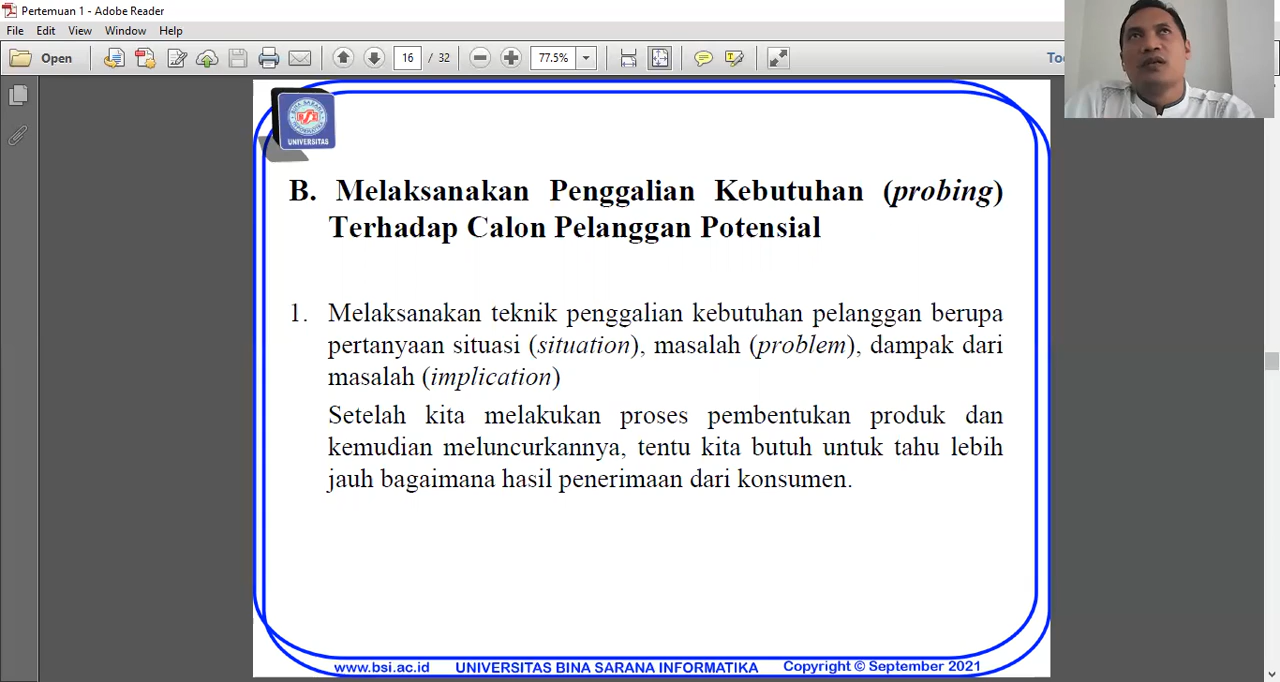 Pertemuan 1 - Adobe Reader
File Edit View Window Help
Open 16 / 32 77.5%
UNIVERSITAS
B. Melaksanakan Penggalian Kebutuhan (probing)
Terhadap Calon Pelanggan Potensial
1. Melaksanakan teknik penggalian kebutuhan pelanggan berupa
pertanyaan situasi (situation), masalah (problem), dampak dari
masalah (implication)
Setelah kita melakukan proses pembentukan produk dan
kemudian meluncurkannya, tentu kita butuh untuk tahu lebih
jauh bagaimana hasil penerimaan dari konsumen.
www.bsi.ac.id UNIVERSITAS BINA SARANA INFORMATIKA Copyright © September 2021